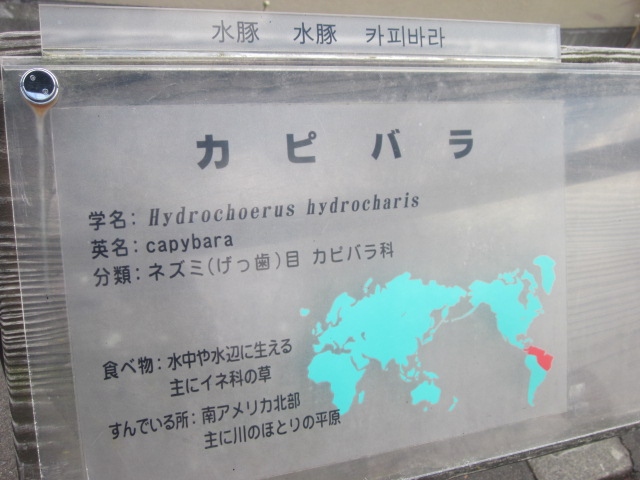 水豚 水豚 카피바라
カピバラ
学名: Hydrochoerus hydrocharis
英名: capybara
分類: ネズミ(げっ歯)目 カピバラ科
食べ物: 水中や水辺に生える
主にイネ科の草
すんでいる所: 南アメリカ北部
主に川のほとりの平原